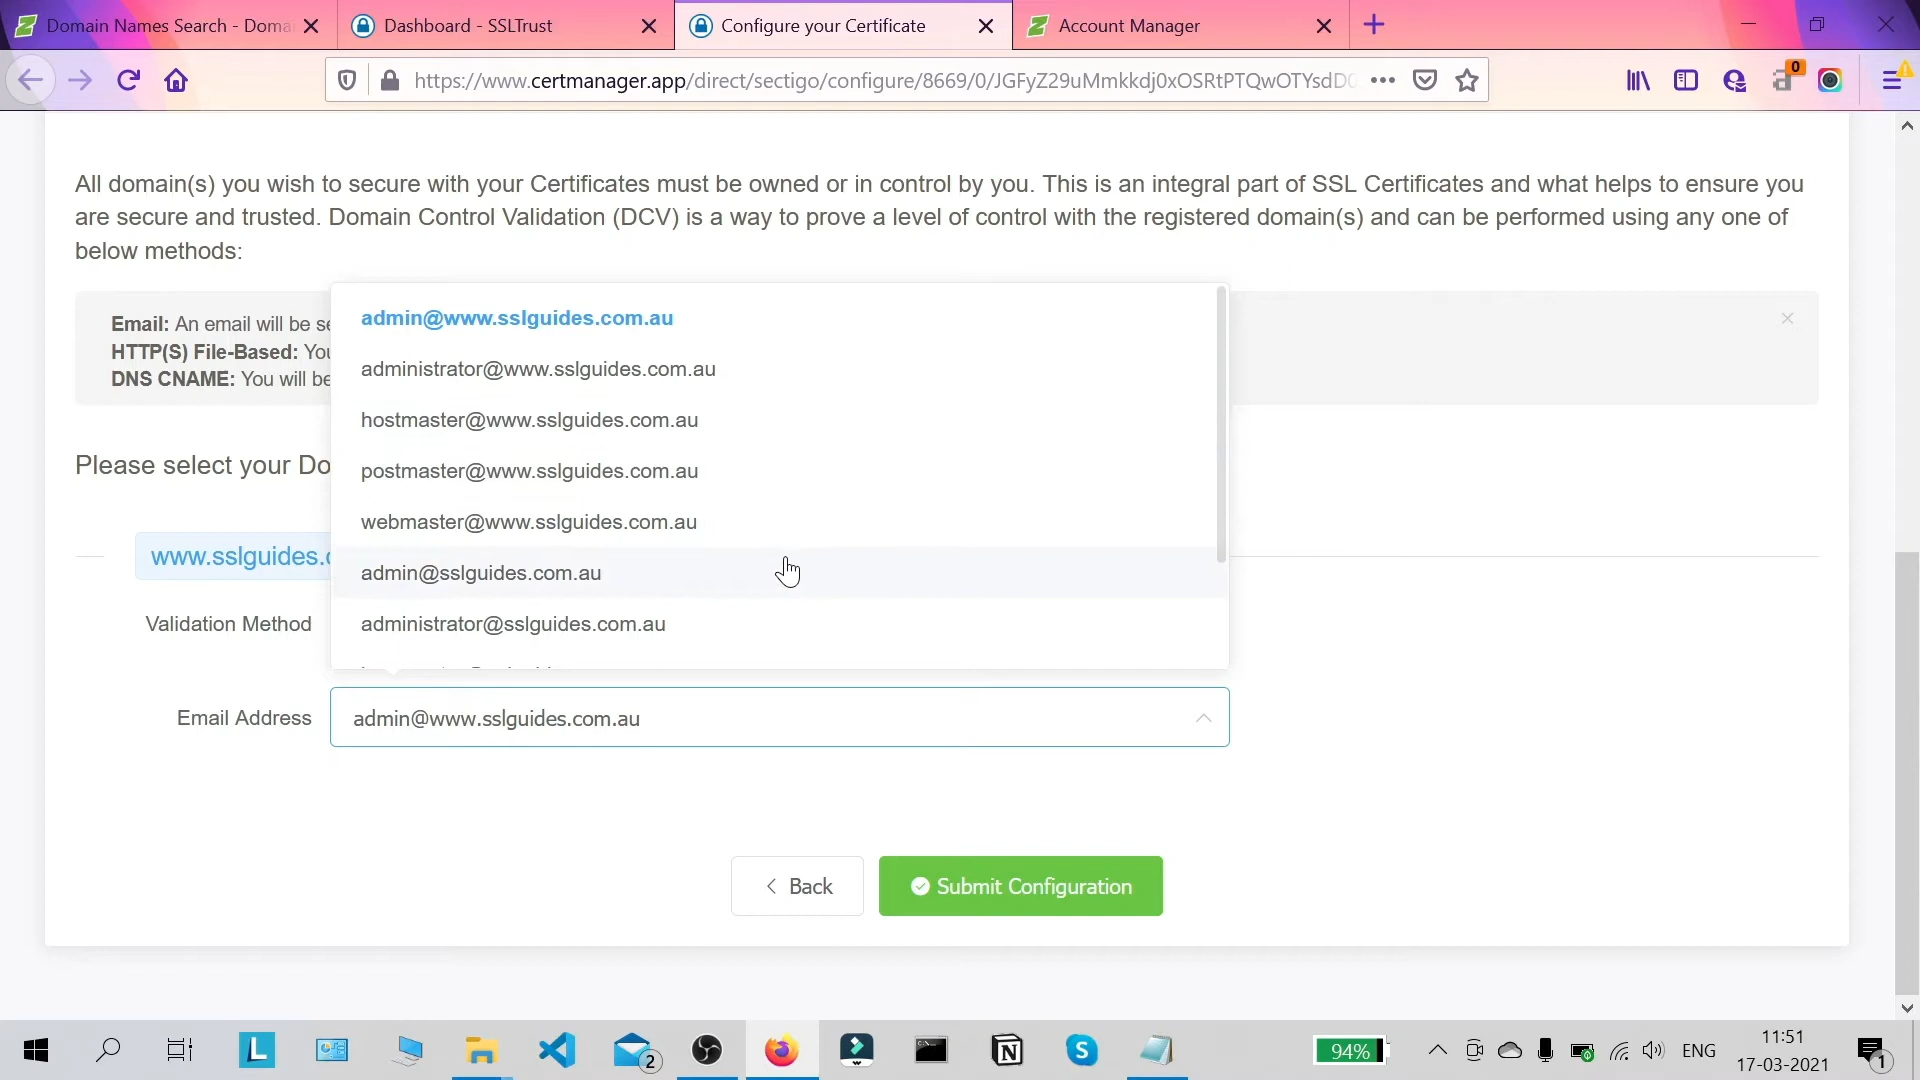 Domain Names Search - Doma
Dashboard - SSLTrust
Configure your Certificate
Account Manager
https://www.certmanager.app/direct/sectigo/configure/8669/0/JGFyZ29uMmkkdj0xOSRtPTQwOTYsdD0
0
All domain(s) you wish to secure with your Certificates must be owned or in control by you. This is an integral part of SSL Certificates and what helps to ensure you
are secure and trusted. Domain Control Validation (DCV) is a way to prove a level of control with the registered domain(s) and can be performed using any one of
below methods:
Email: An email will be se
HTTP(S) File-Based: You
DNS CNAME: You will be
admin@www.sslguides.com.au
administrator@www.sslguides.com.au
hostmaster@www.sslguides.com.au
postmaster@www.sslguides.com.au
webmaster@www.sslguides.com.au
admin@sslguides.com.au
administrator@sslguides.com.au
Please select your Do
www.sslguides.c
Validation Method
Email Address
admin@www.sslguides.com.au
Back
Submit Configuration
L
2
N
S
94%
ENG
11:51
17-03-2021
1